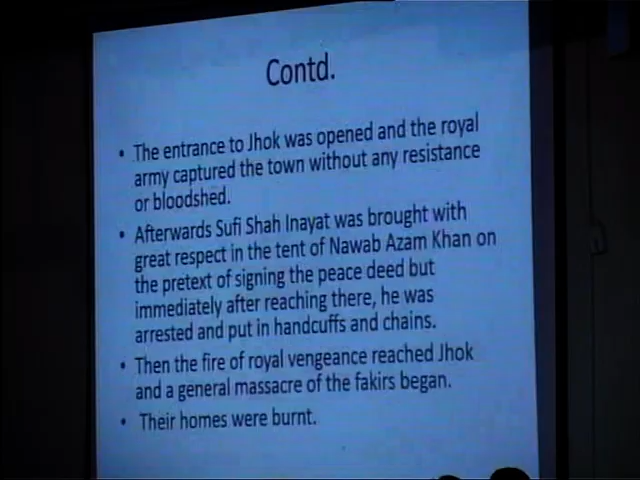 Contd.
• The entrance to Jhok was opened and the royal
army captured the town without any resistance
or bloodshed.
• Afterwards Sufi Shah Inayat was brought with
great respect in the tent of Nawab Azam Khan on
the pretext of signing the peace deed but
immediately after reaching there, he was
arrested and put in handcuffs and chains.
• Then the fire of royal vengeance reached Jhok
and a general massacre of the fakirs began.
• Their homes were burnt.